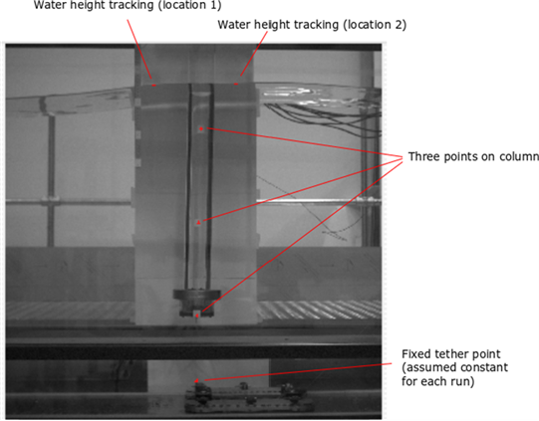 Water height tracking (location 1)
Water height tracking (location 2)
Three points on column
Fixed tether point
(assumed constant
for each run)